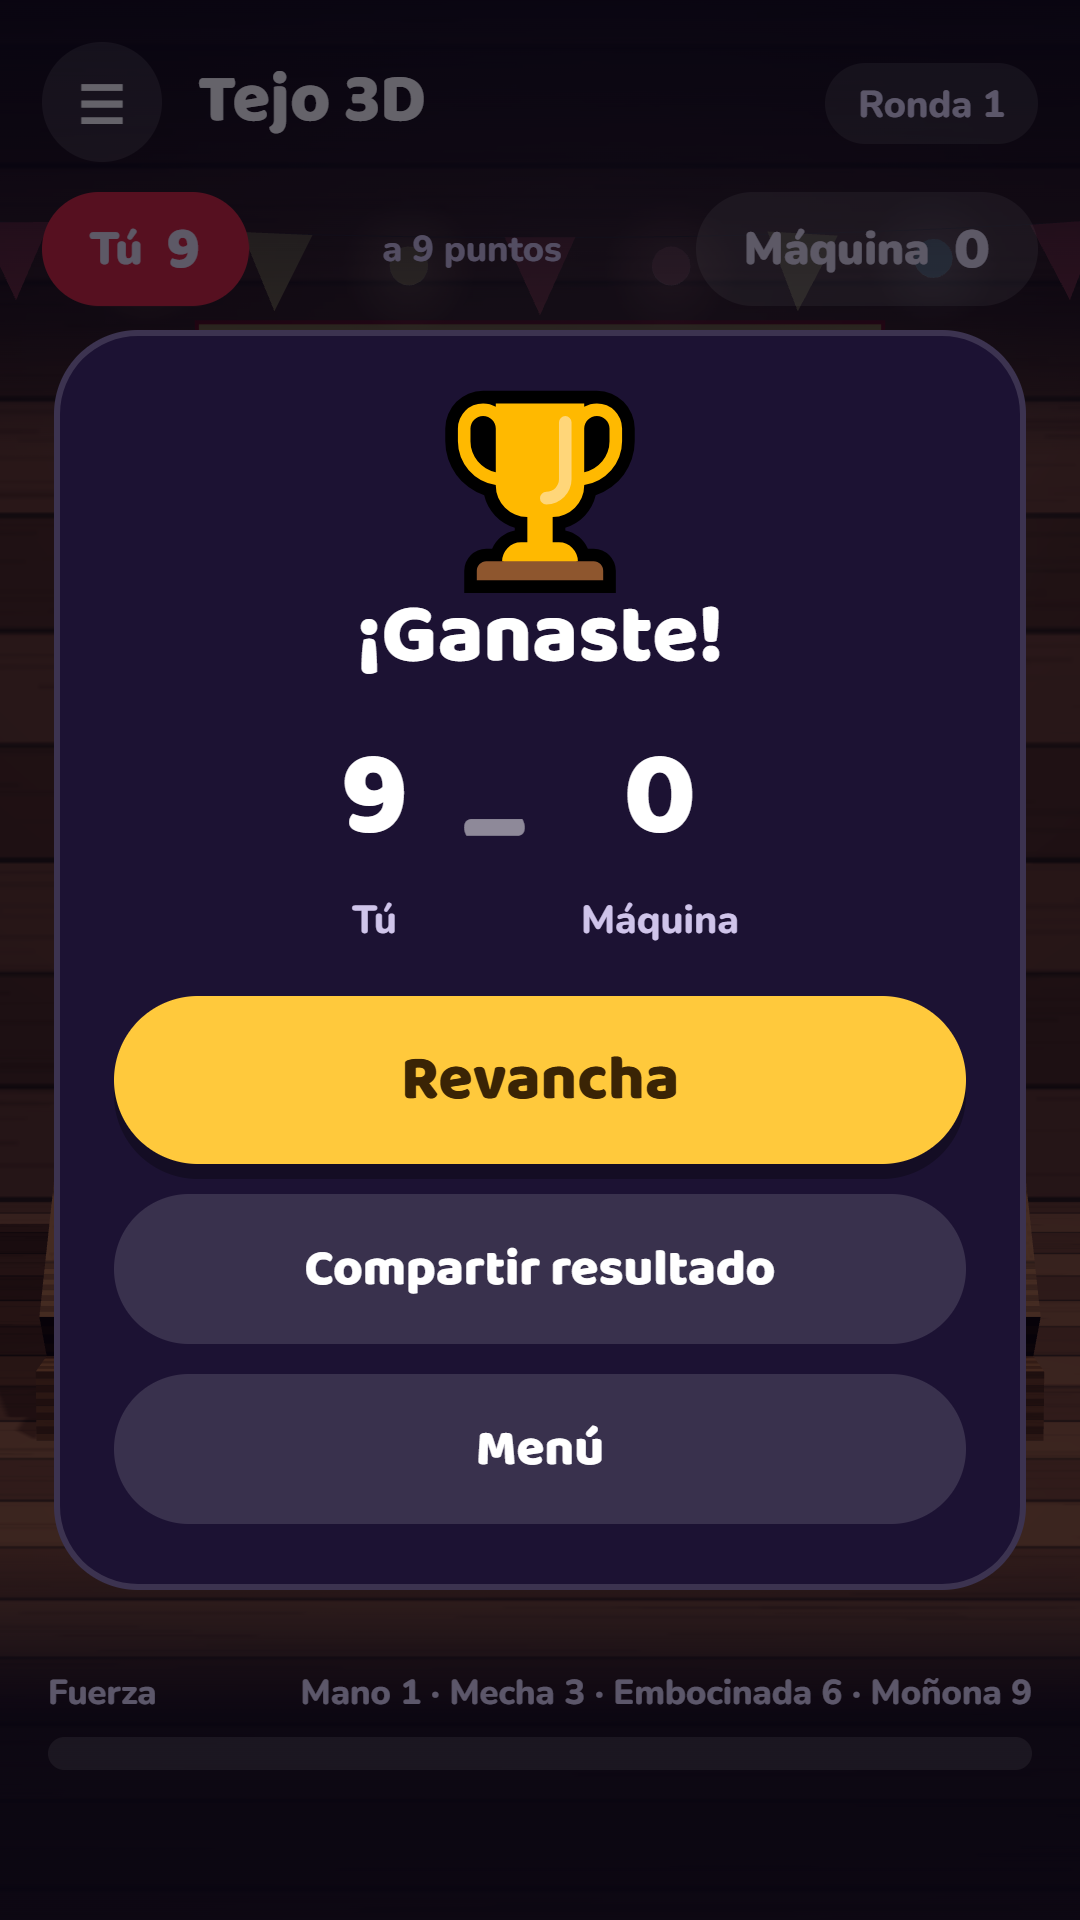 Tejo 3D
Ronda 1
Tú 9
a 9 puntos
Máquina 0
¡Ganaste!
9 – 0
Tú Máquina
Revancha
Compartir resultado
Menú
Fuerza
Mano 1 · Mecha 3 · Embocinada 6 · Moñona 9